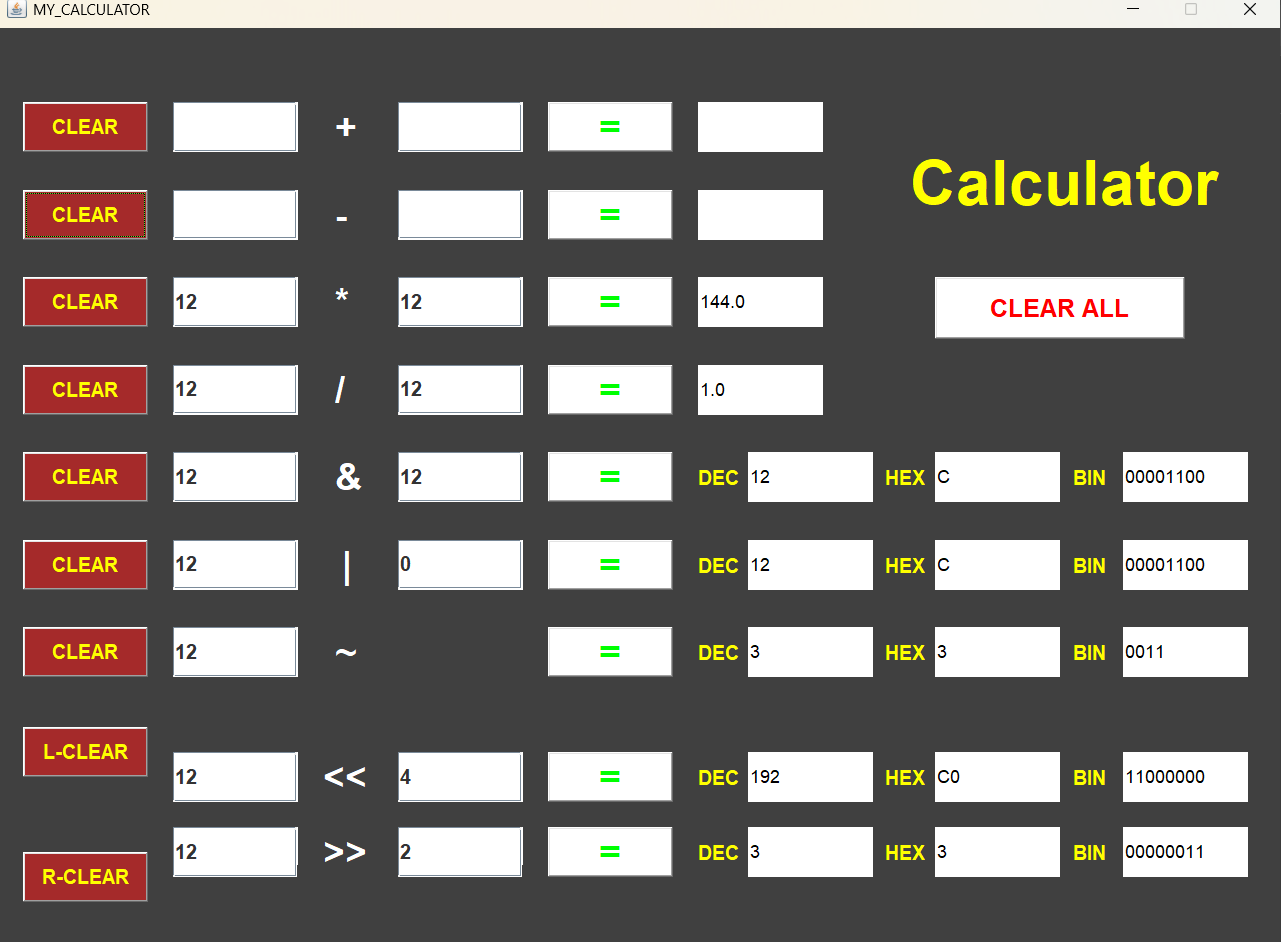 MY_CALCULATOR
CLEAR + =
Calculator
CLEAR - =
CLEAR 12 * 12 = 144.0
CLEAR ALL
CLEAR 12 / 12 = 1.0
CLEAR 12 & 12 = DEC 12 HEX C BIN 00001100
CLEAR 12 | 0 = DEC 12 HEX C BIN 00001100
CLEAR 12 ~ = DEC 3 HEX 3 BIN 0011
L-CLEAR
12 << 4 = DEC 192 HEX C0 BIN 11000000
12 >> 2 = DEC 3 HEX 3 BIN 00000011
R-CLEAR